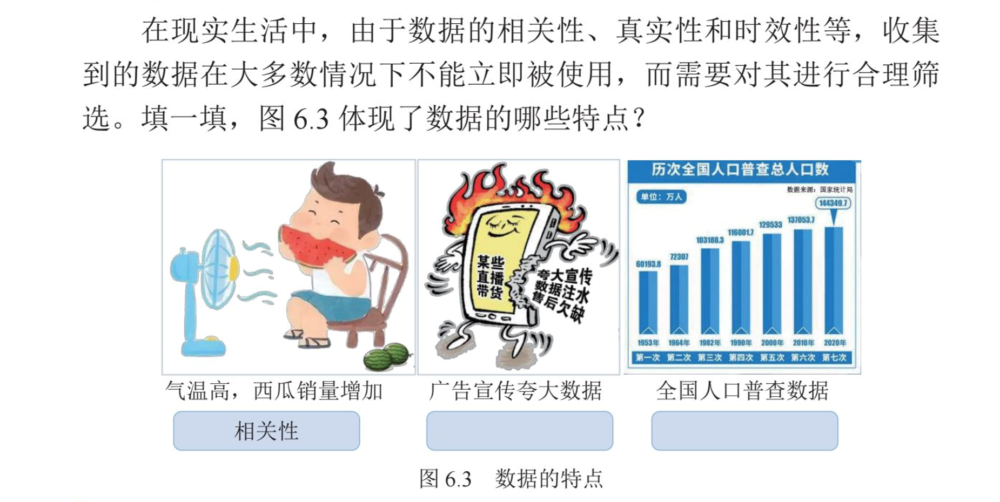 在现实生活中，由于数据的相关性、真实性和时效性等，收集
到的数据在大多数情况下不能立即被使用，而需要对其进行合理筛
选。填一填，图 6.3 体现了数据的哪些特点？
某些
直播
带货
夸大宣传
数据注水
售后欠缺
历次全国人口普查总人口数
数据来源：国家统计局
单位：万人
144349.7
137053.7
129533
116001.7
103188.3
72307
60193.8
1953年 1964年 1982年 1990年 2000年 2010年 2020年
第一次 第二次 第三次 第四次 第五次 第六次 第七次
气温高，西瓜销量增加 广告宣传夸大数据 全国人口普查数据
相关性
图 6.3 数据的特点